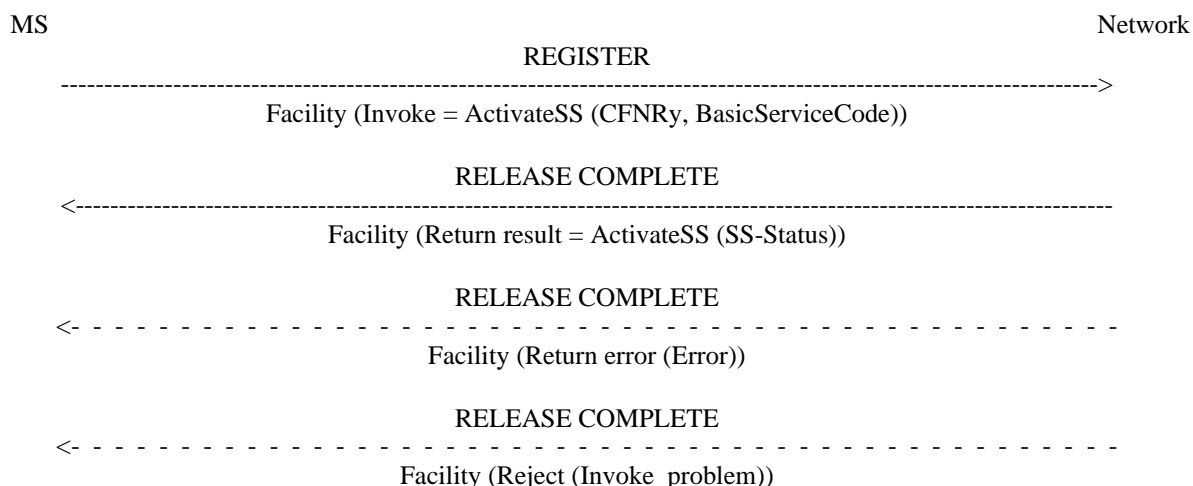 MS Network
REGISTER
------------------------------------------------------------------------------------------------------------------------>
Facility (Invoke = ActivateSS (CFNRy, BasicServiceCode))
RELEASE COMPLETE
<------------------------------------------------------------------------------------------------------------------------
Facility (Return result = ActivateSS (SS-Status))
RELEASE COMPLETE
<- - - - - - - - - - - - - - - - - - - - - - - - - - - - - - - - - - - - - - -
Facility (Return error (Error))
RELEASE COMPLETE
<- - - - - - - - - - - - - - - - - - - - - - - - - - - - - - - - - - - - - - -
Facility (Reject (Invoke_problem))